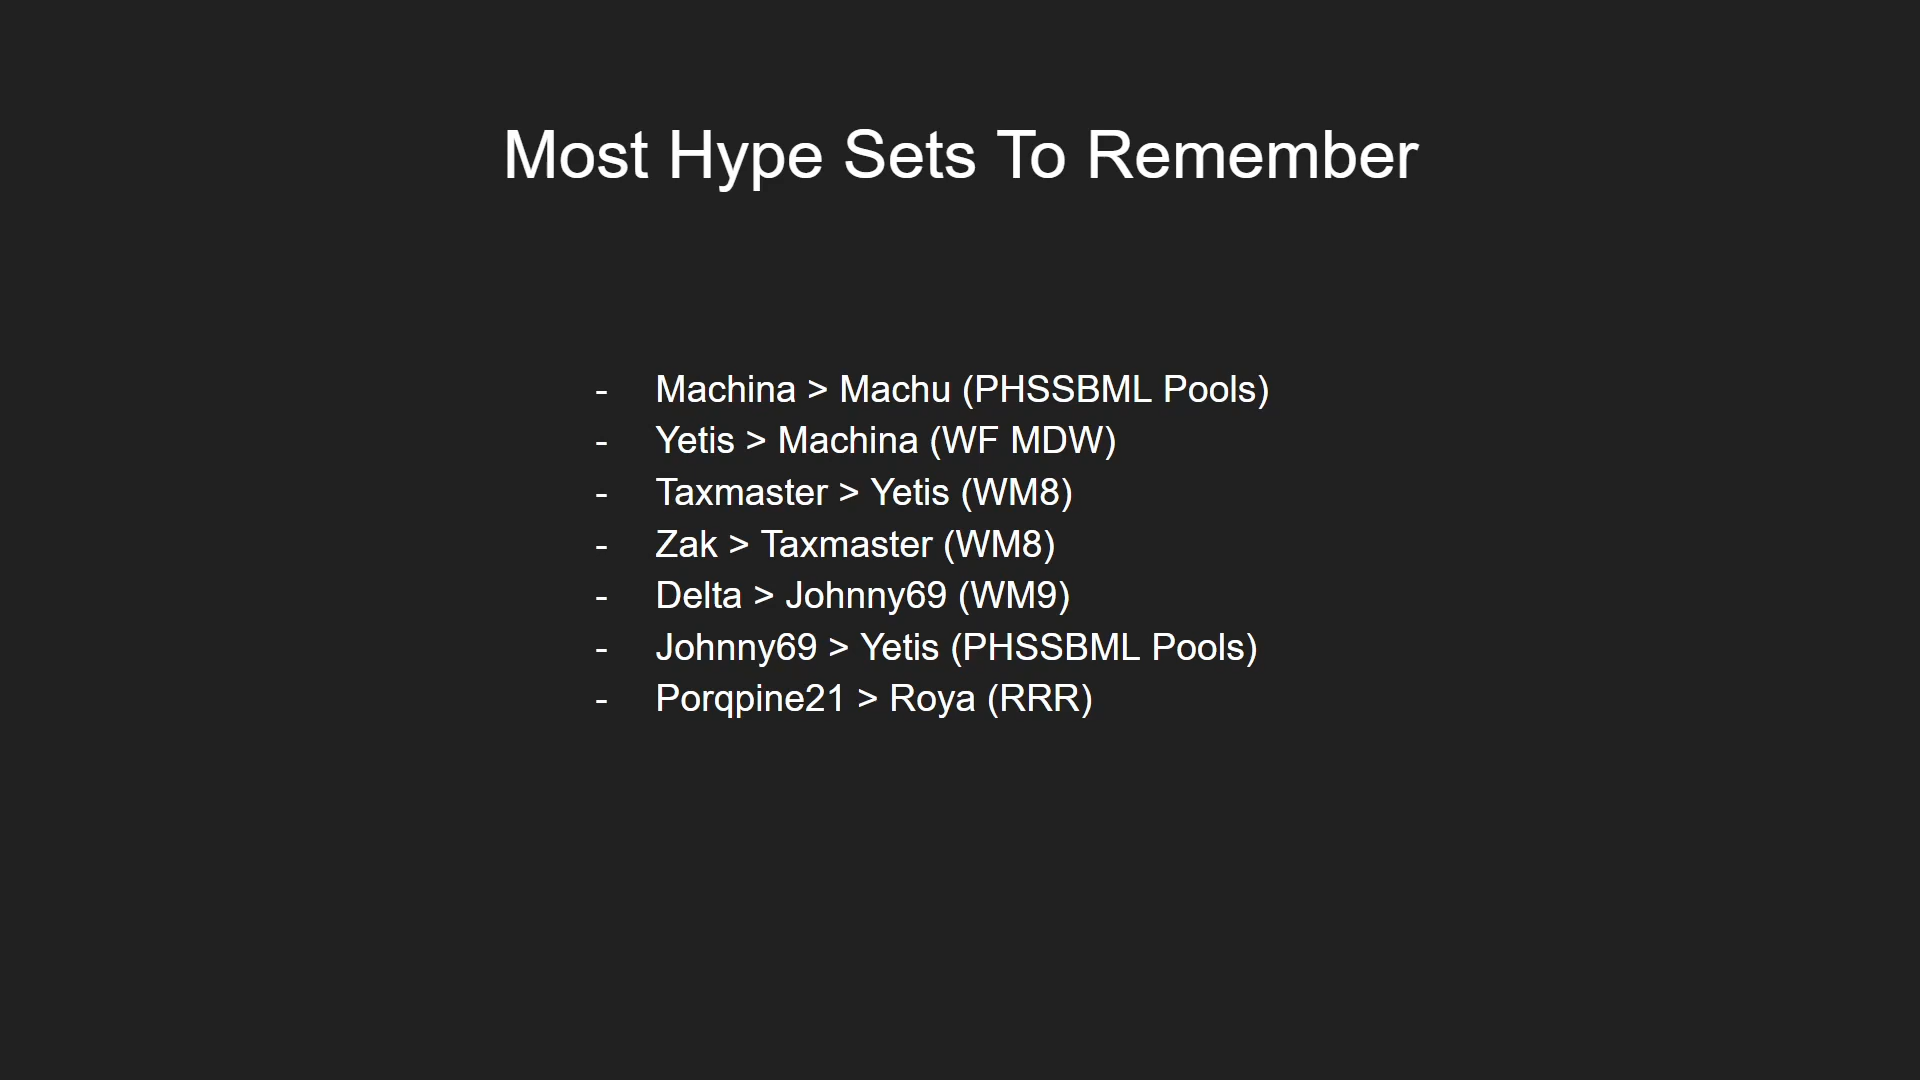 Most Hype Sets To Remember
- Machina > Machu (PHSSBML Pools)
- Yetis > Machina (WF MDW)
- Taxmaster > Yetis (WM8)
- Zak > Taxmaster (WM8)
- Delta > Johnny69 (WM9)
- Johnny69 > Yetis (PHSSBML Pools)
- Porqpine21 > Roya (RRR)